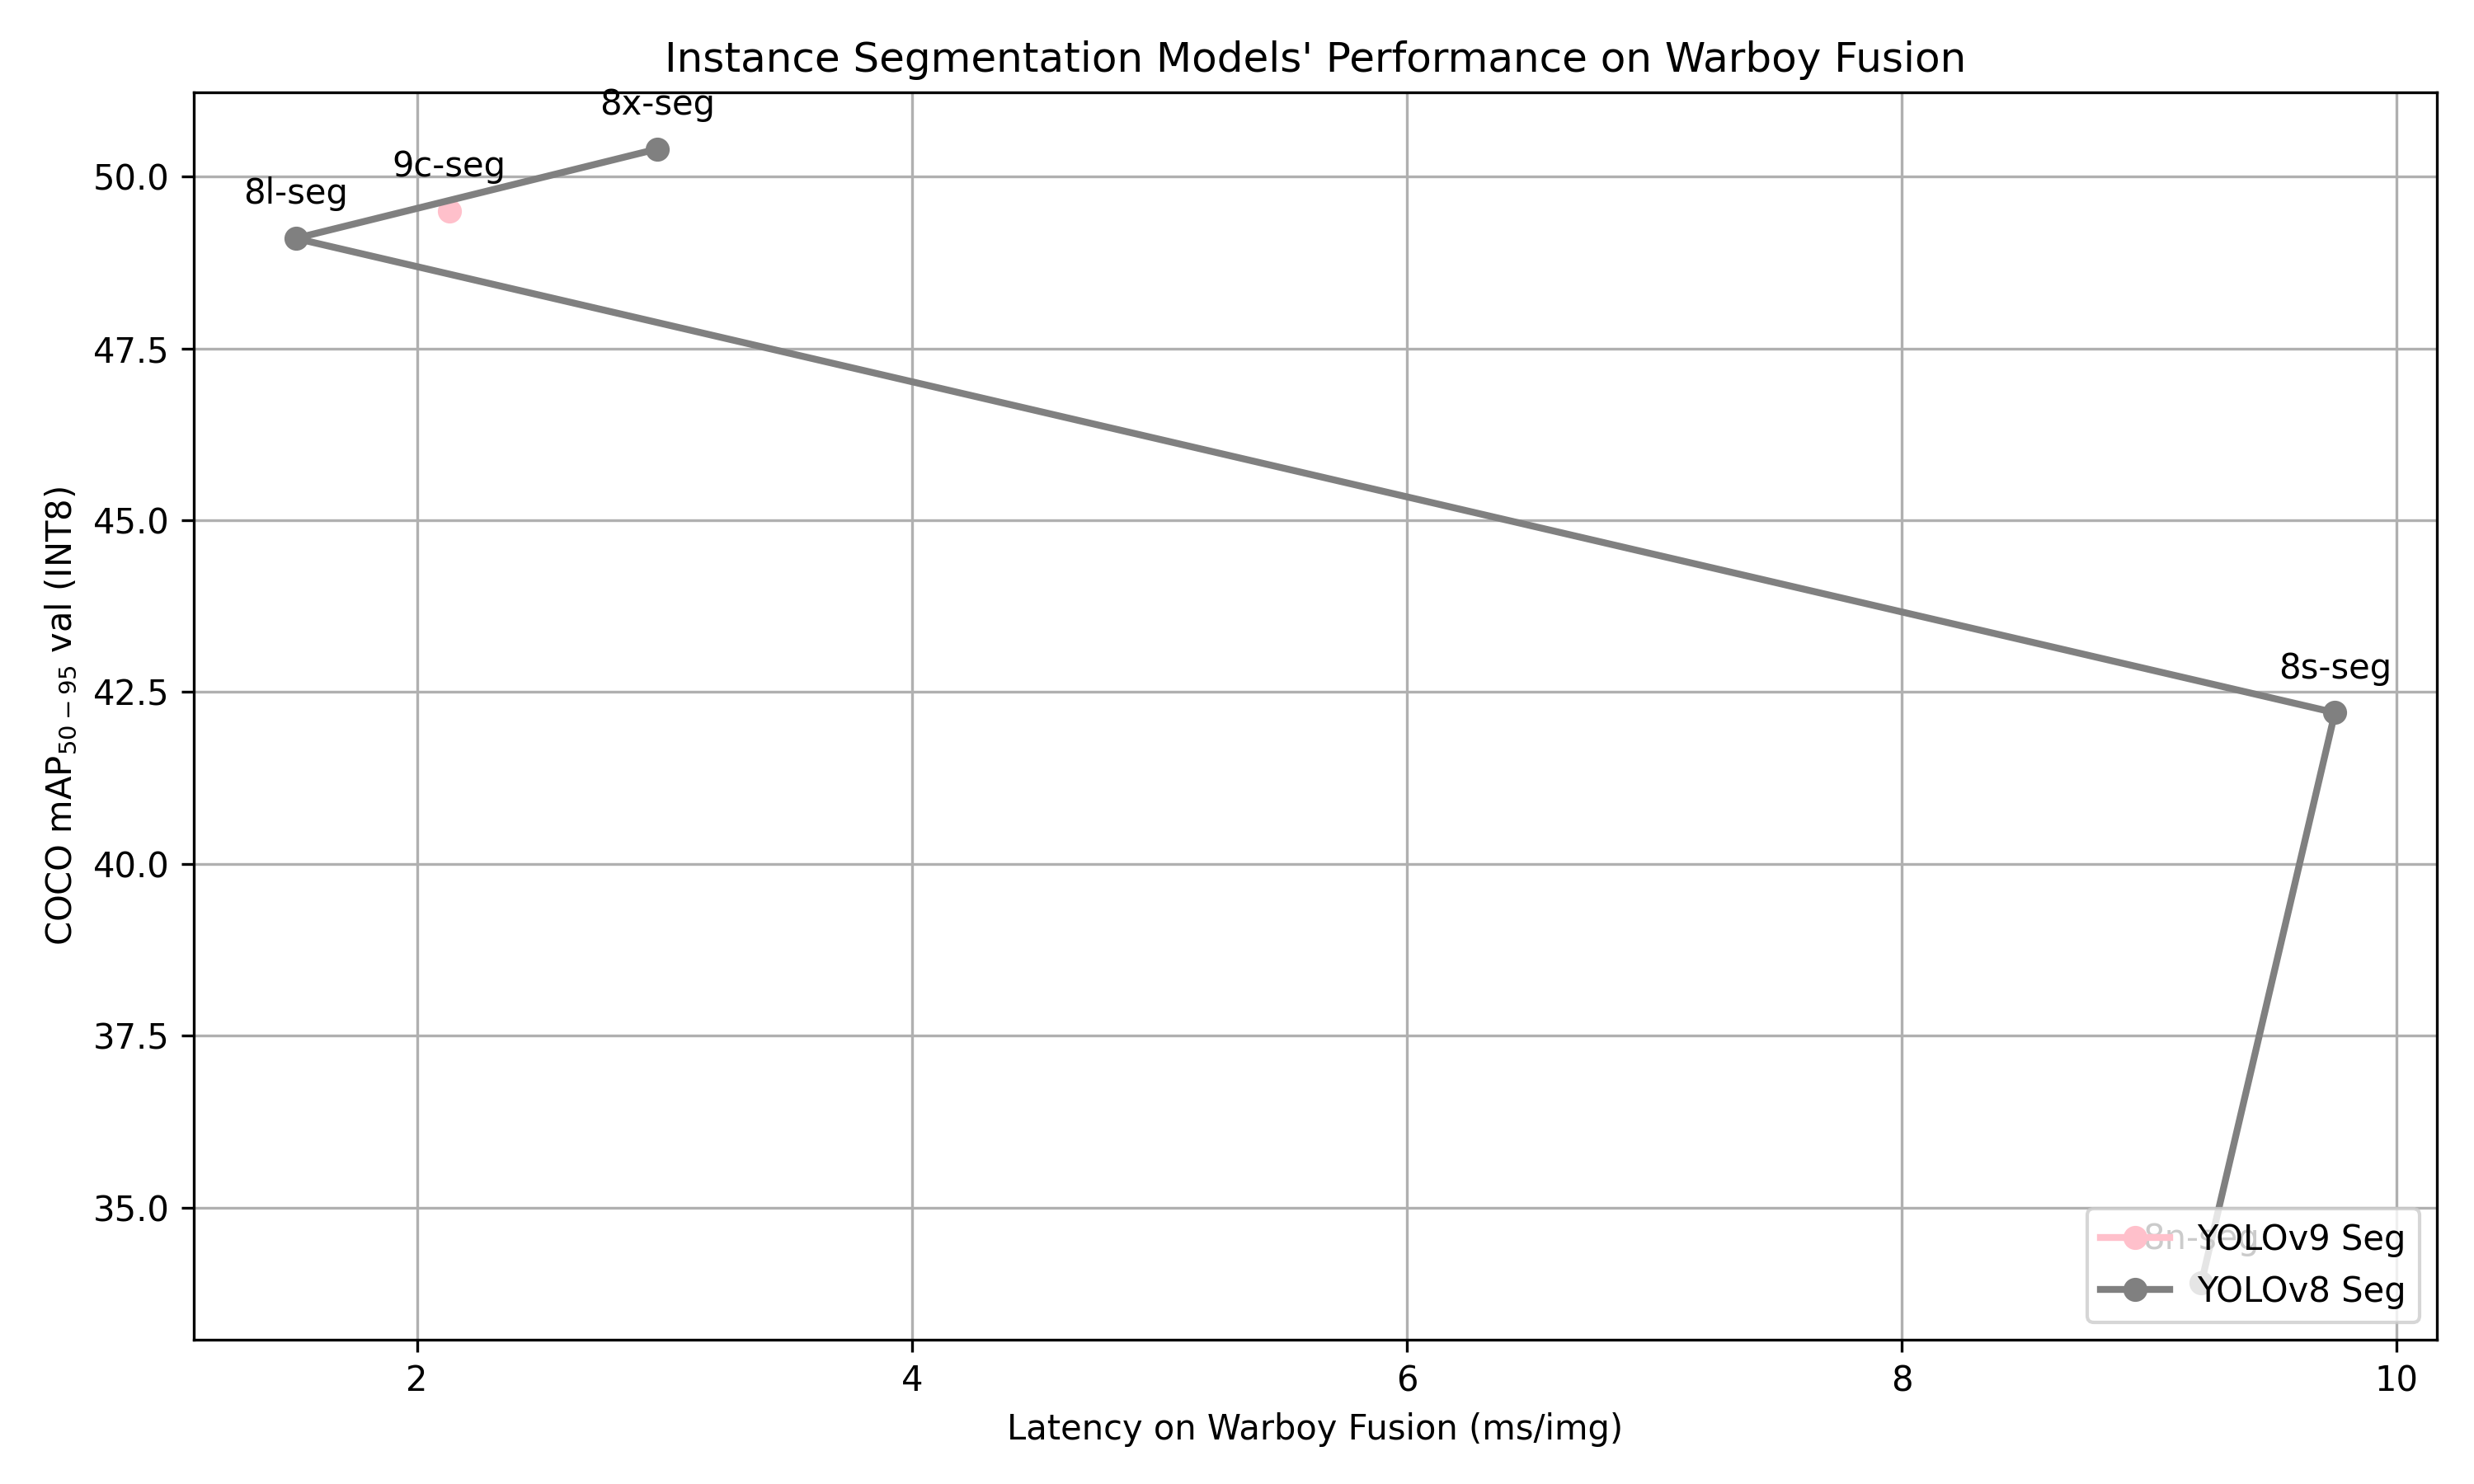 Instance Segmentation Models' Performance on Warboy Fusion
8x-seg
9c-seg
8l-seg
8s-seg
8n-seg
50.0
47.5
45.0
42.5
40.0
37.5
35.0
COCO mAP50−95 val (INT8)
YOLOv9 Seg
YOLOv8 Seg
2 4 6 8 10
Latency on Warboy Fusion (ms/img)